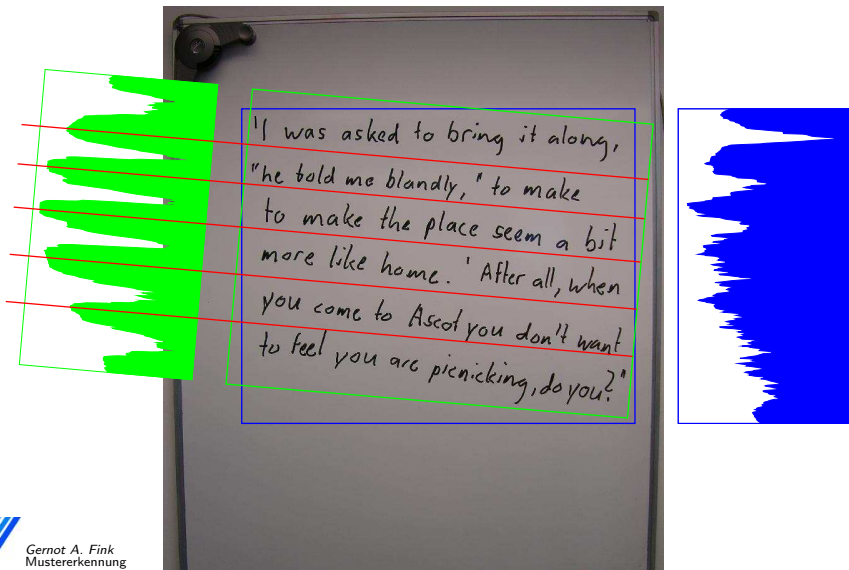 'I was asked to bring it along,
"he told me blandly," to make
to make the place seem a bit
more like home. ' After all, when
you come to Ascot you don't want
to feel you are picnicking, do you?"
Gernot A. Fink
Mustererkennung